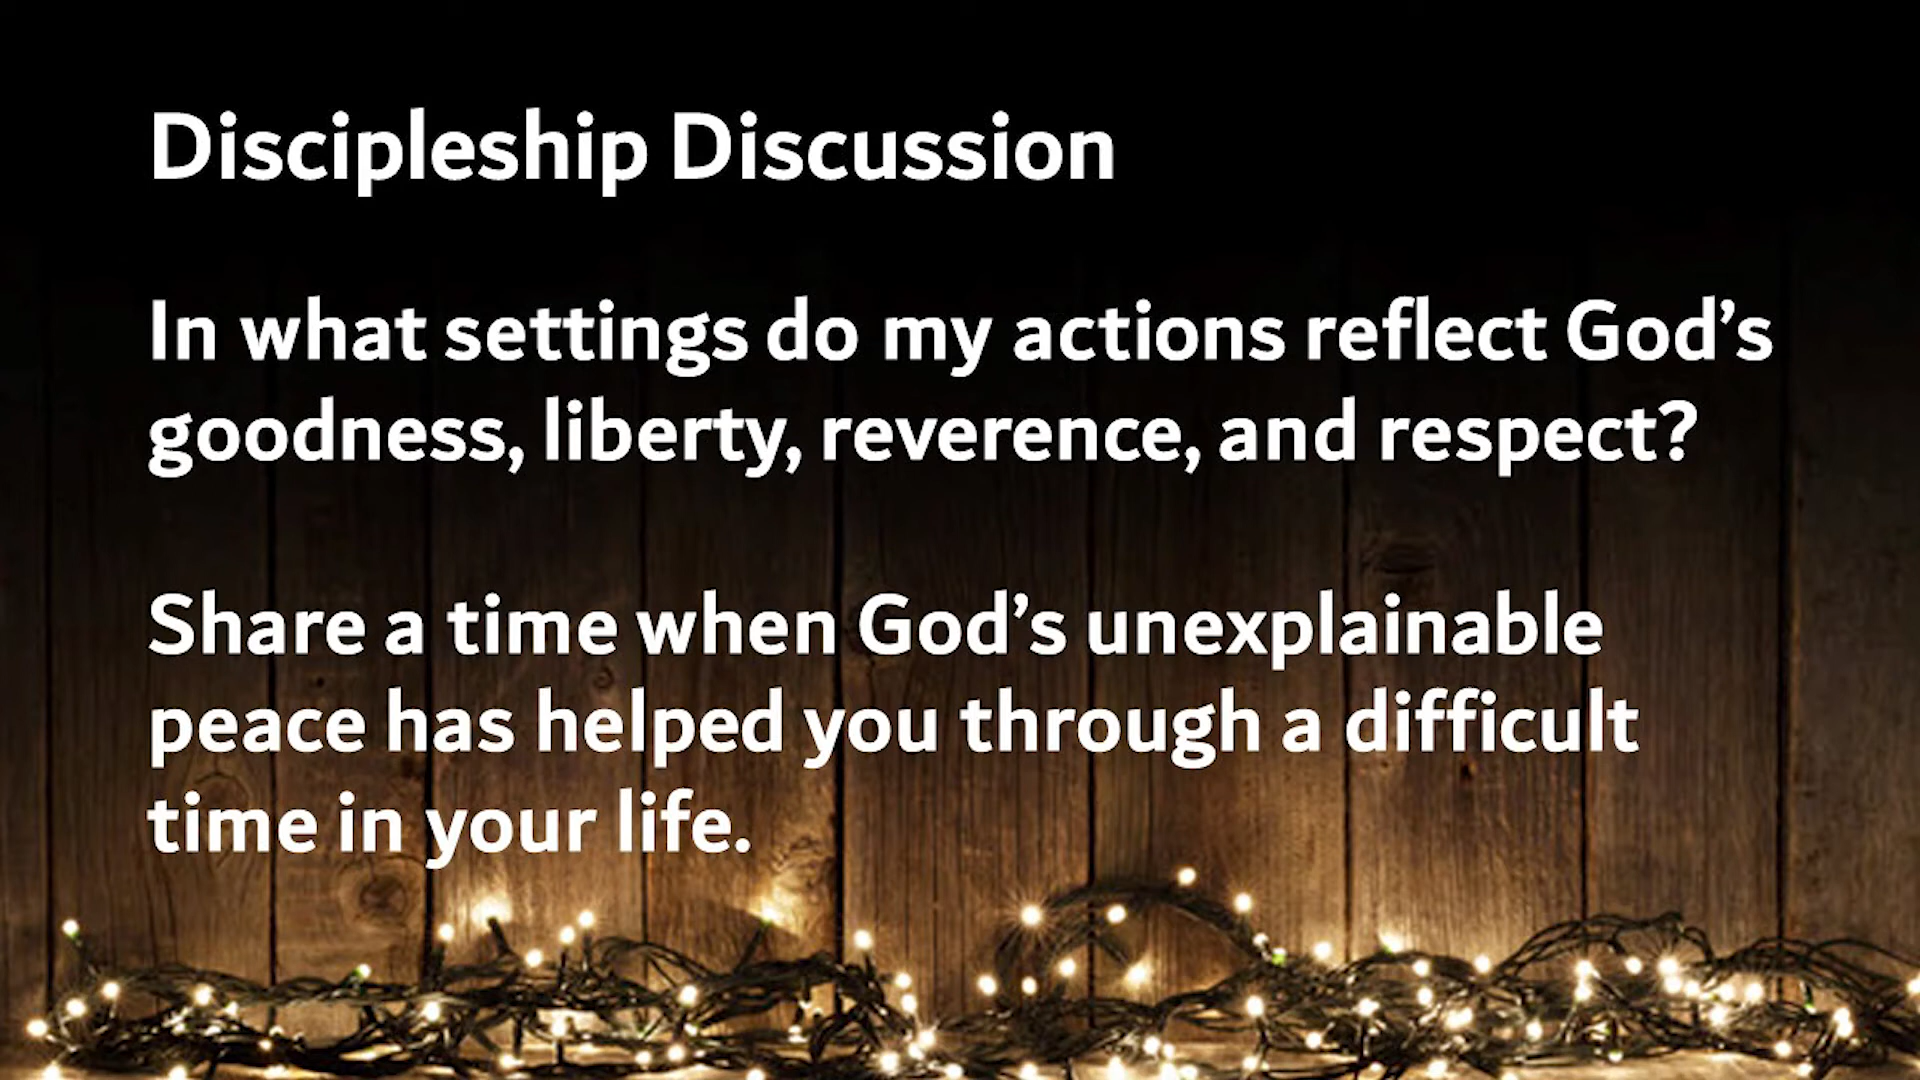 Discipleship Discussion
In what settings do my actions reflect God’s
goodness, liberty, reverence, and respect?
Share a time when God’s unexplainable
peace has helped you through a difficult
time in your life.